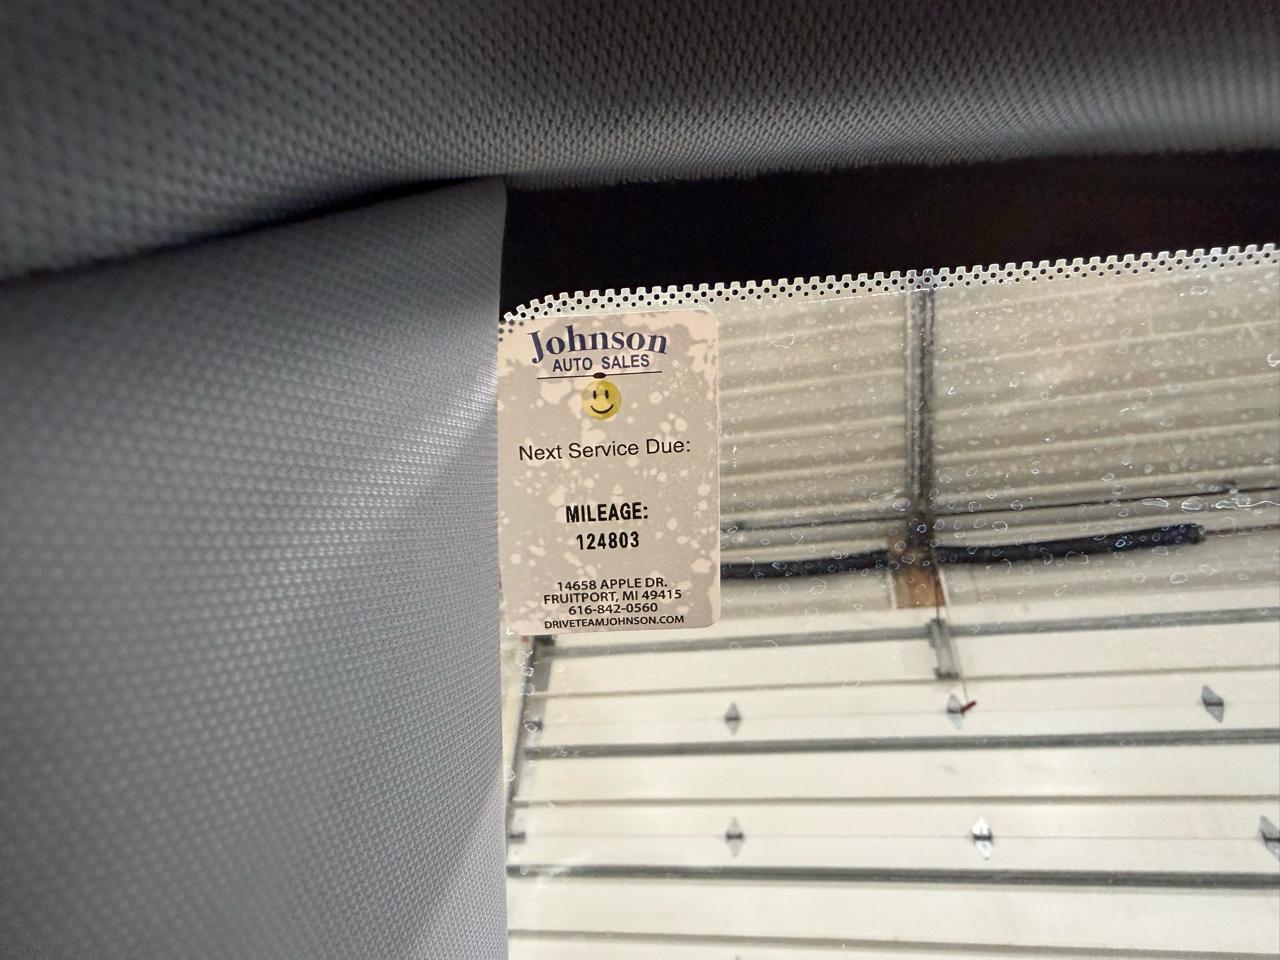 Johnson
AUTO SALES
Next Service Due:
MILEAGE:
124803
14658 APPLE DR.
FRUITPORT, MI 49415
616-842-0560
DRIVETEAMJOHNSON.COM